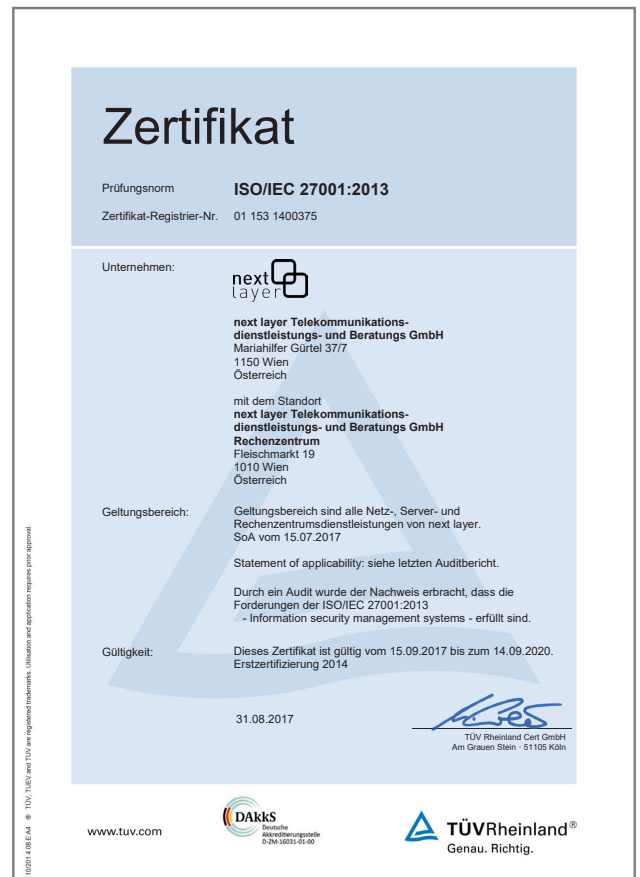 Zertifikat
Prüfungsnorm ISO/IEC 27001:2013
Zertifikat-Registrier-Nr. 01 153 1400375
Unternehmen:
next
layer
next layer Telekommunikations-
dienstleistungs- und Beratungs GmbH
Mariahilfer Gürtel 37/7
1150 Wien
Österreich
mit dem Standort
next layer Telekommunikations-
dienstleistungs- und Beratungs GmbH
Rechenzentrum
Fleischmarkt 19
1010 Wien
Österreich
Geltungsbereich: Geltungsbereich sind alle Netz-, Server- und
Rechenzentrumsdienstleistungen von next layer.
SoA vom 15.07.2017
Statement of applicability: siehe letzten Auditbericht.
Durch ein Audit wurde der Nachweis erbracht, dass die
Forderungen der ISO/IEC 27001:2013
- Information security management systems - erfüllt sind.
Gültigkeit: Dieses Zertifikat ist gültig vom 15.09.2017 bis zum 14.09.2020.
Erstzertifizierung 2014
31.08.2017
TÜV Rheinland Cert GmbH
Am Grauen Stein · 51105 Köln
www.tuv.com
DAkkS
Deutsche
Akkreditierungsstelle
D-ZM-16031-01-00
TÜVRheinland®
Genau. Richtig.
10/201 4.08 E A4 ® TÜV, TUEV and TUV are registered trademarks. Utilisation and application requires prior approval.